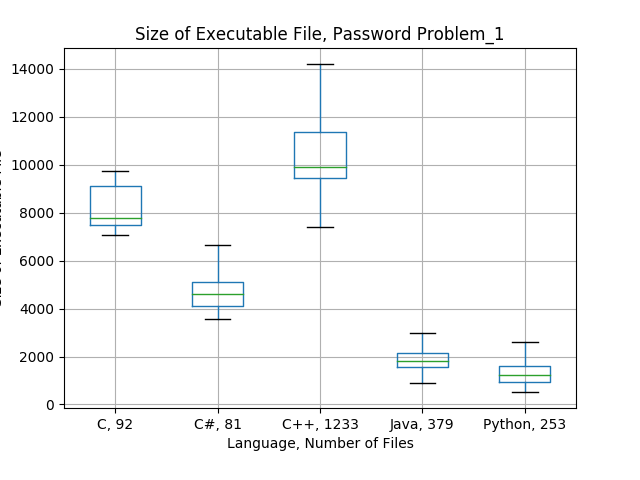 Size of Executable File, Password Problem_1
14000
12000
10000
8000
6000
4000
2000
0
C, 92
C#, 81
C++, 1233
Java, 379
Python, 253
Language, Number of Files